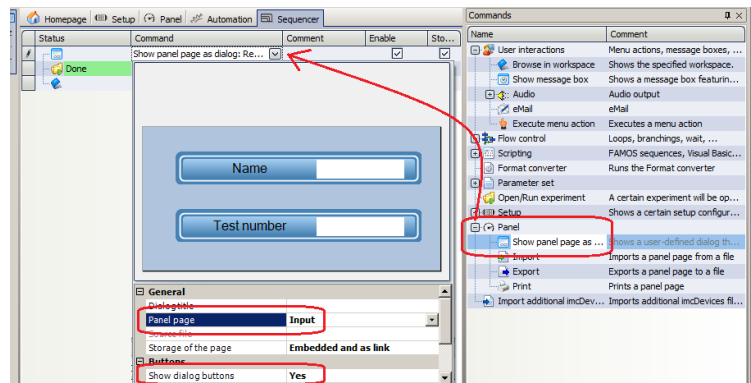 Homepage Setup Panel Automation Sequencer
Status Command Comment Enable Sto...
Show panel page as dialog: Re...
Done
Name
Test number
General
Dialog title
Panel page Input
Source file
Storage of the page Embedded and as link
Buttons
Show dialog buttons Yes
Commands
Name Comment
User interactions Menu actions, message boxes, ...
Browse in workspace Shows the specified workspace.
Show message box Shows a message box featurin...
Audio Audio output
eMail eMail
Execute menu action Executes a menu action
Flow control Loops, branchings, wait, ...
Scripting FAMOS sequences, Visual Basic...
Format converter Runs the Format converter
Parameter set
Open/Run experiment A certain experiment will be op...
Setup Shows a certain setup configur...
Panel
Show panel page as ... Shows a user-defined dialog th...
Import Imports a panel page from a file
Export Exports a panel page to a file
Print Prints a panel page
Import additional imcDev... Imports additional imcDevices fil...